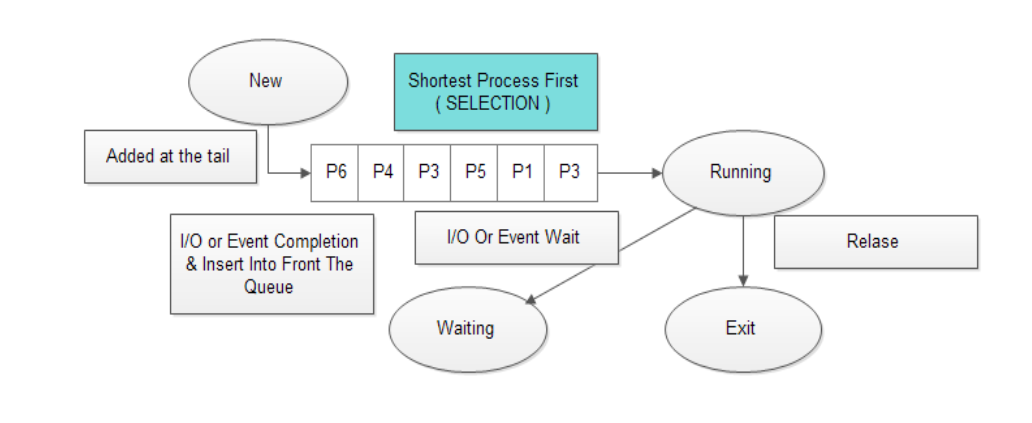 New
Shortest Process First
( SELECTION )
Added at the tail
P6 P4 P3 P5 P1 P3
Running
I/O or Event Completion
& Insert Into Front The
Queue
I/O Or Event Wait
Relase
Waiting
Exit